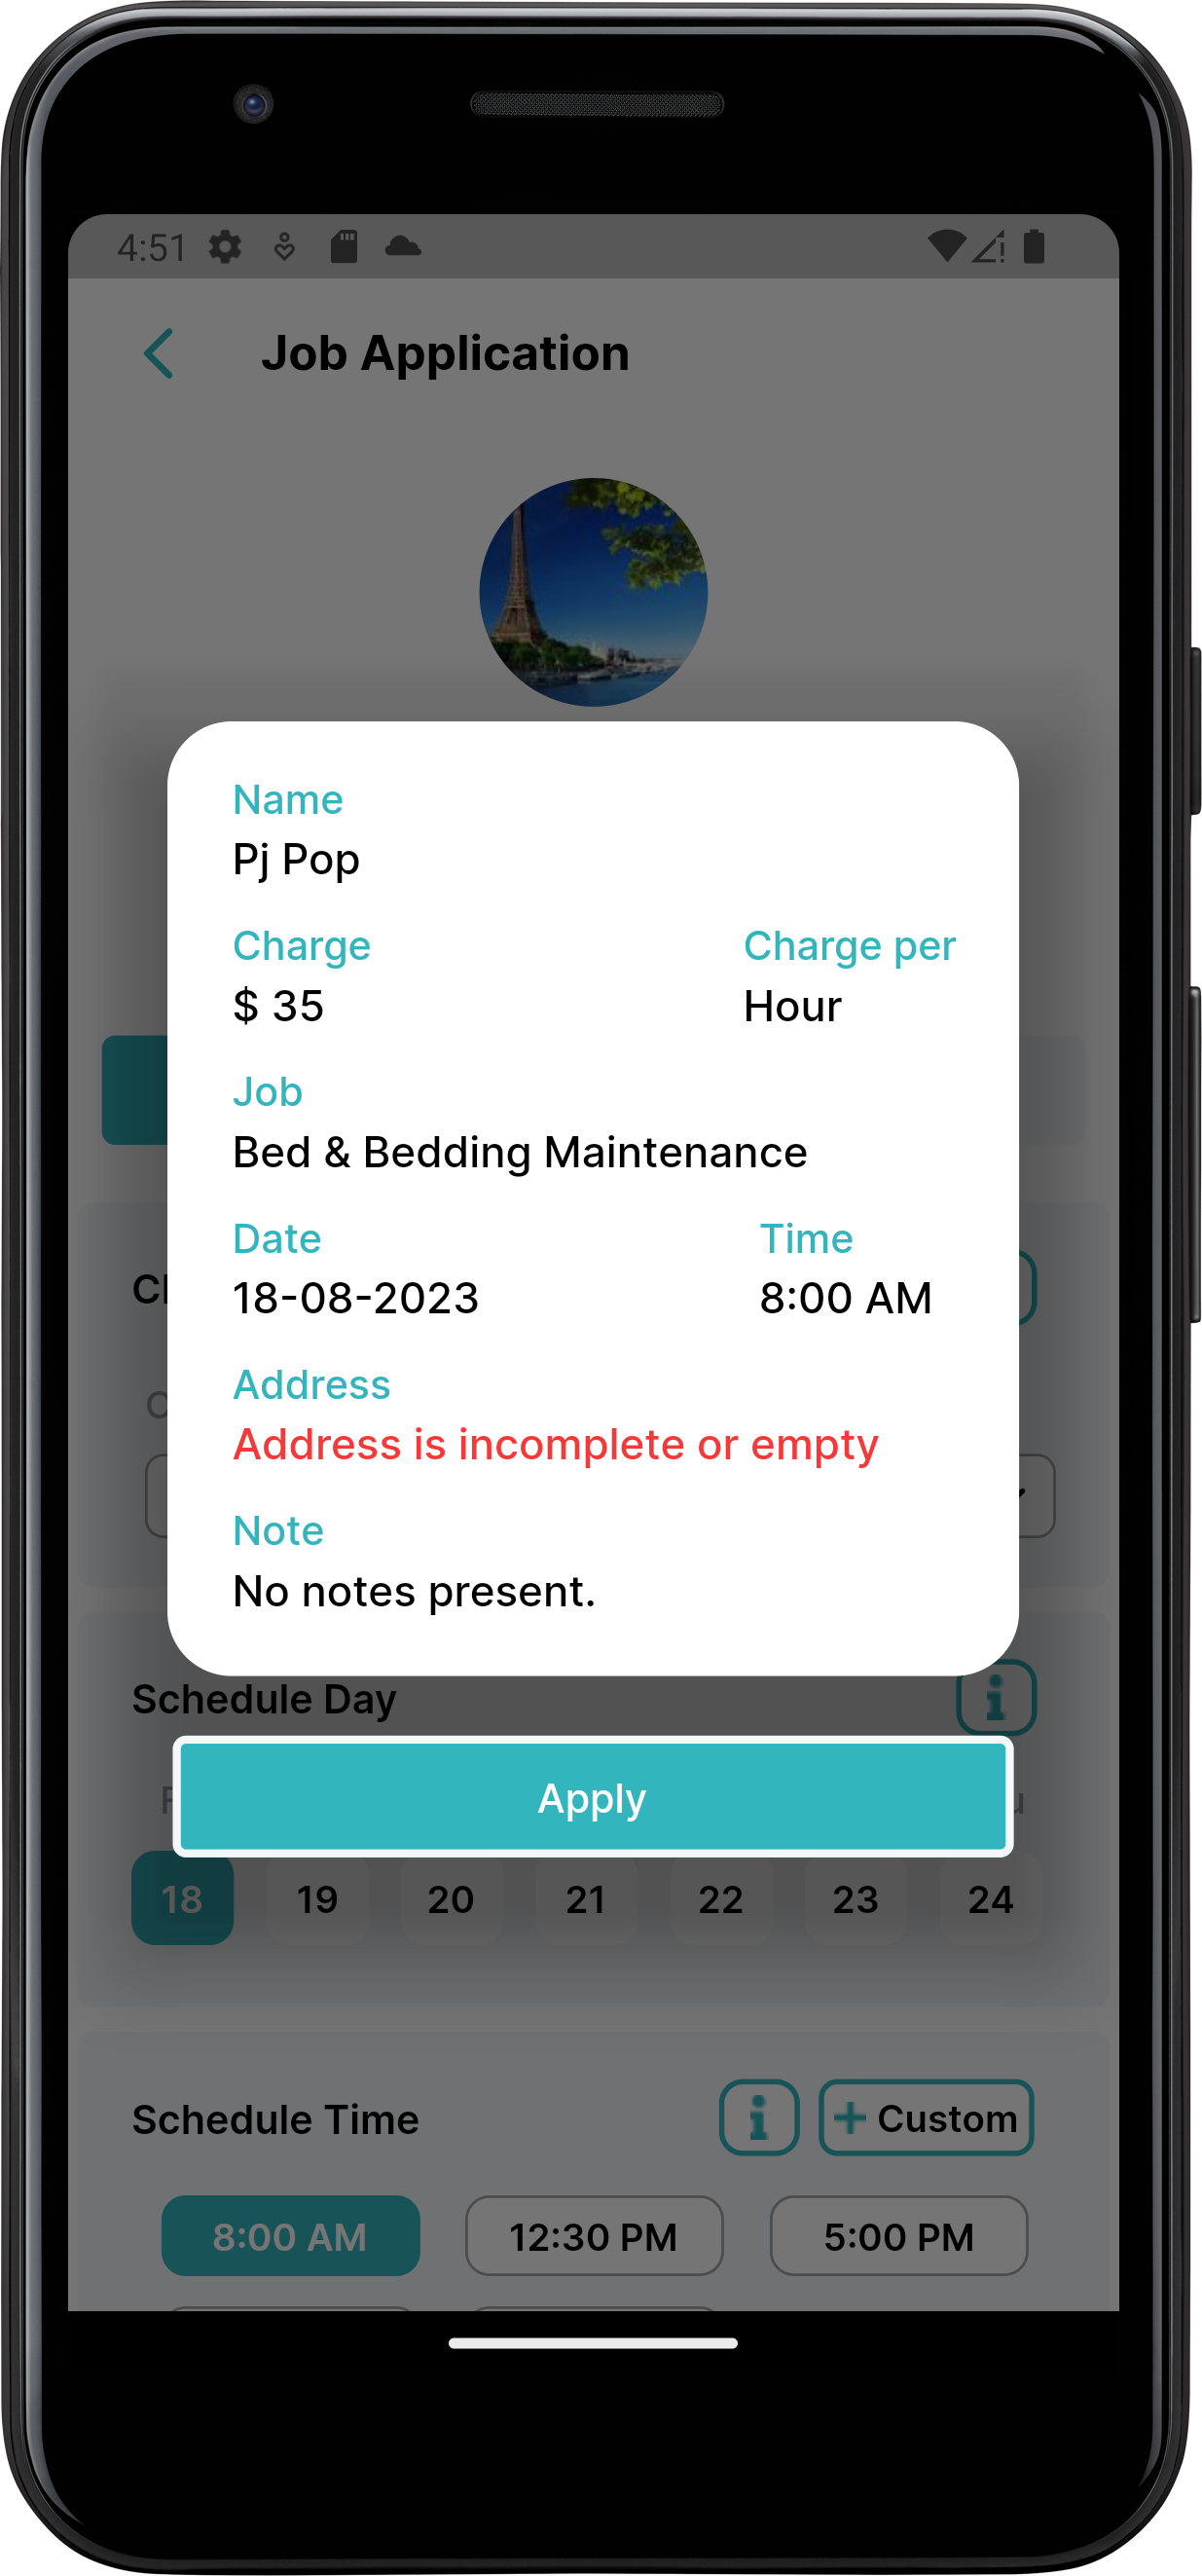 4:51
Job Application
Name
Pj Pop
Charge Charge per
$ 35 Hour
Job
Bed & Bedding Maintenance
Date Time
18-08-2023 8:00 AM
Address
Address is incomplete or empty
Note
No notes present.
Schedule Day
Apply
18 19 20 21 22 23 24
Schedule Time + Custom
8:00 AM 12:30 PM 5:00 PM